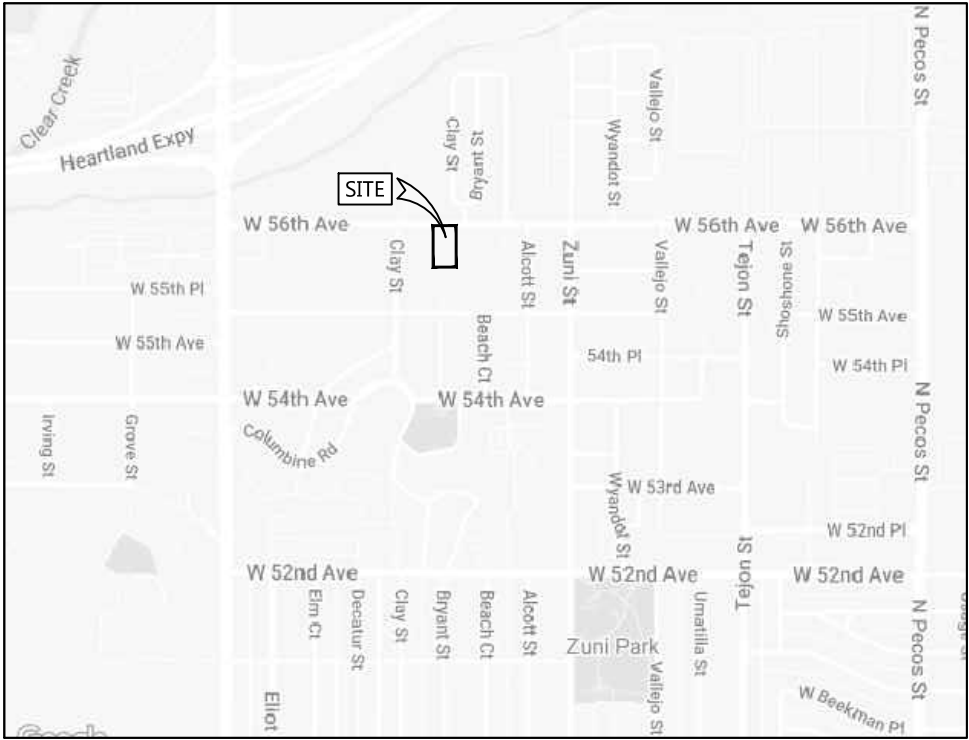 N Pecos St
Clear Creek
Heartland Expy
Vallejo St
Clay St
Bryant St
Wyandot St
SITE
W 56th Ave
W 56th Ave
W 56th Ave
Clay St
Alcott St
Zuni St
Vallejo St
Tejon St
Shoshone St
W 55th Pl
W 55th Ave
W 55th Ave
Beach Ct
54th Pl
W 54th Pl
W 54th Ave
W 54th Ave
N Pecos St
Columbine Rd
Irving St
Grove St
W 53rd Ave
Wyandot St
W 52nd Pl
Tejon St
W 52nd Ave
W 52nd Ave
W 52nd Ave
Elm Ct
Decatur St
Clay St
Bryant St
Beach Ct
Alcott St
Umatilla St
N Pecos St
Zuni Park
Vallejo St
Eliot
W Beekman Pl
Google